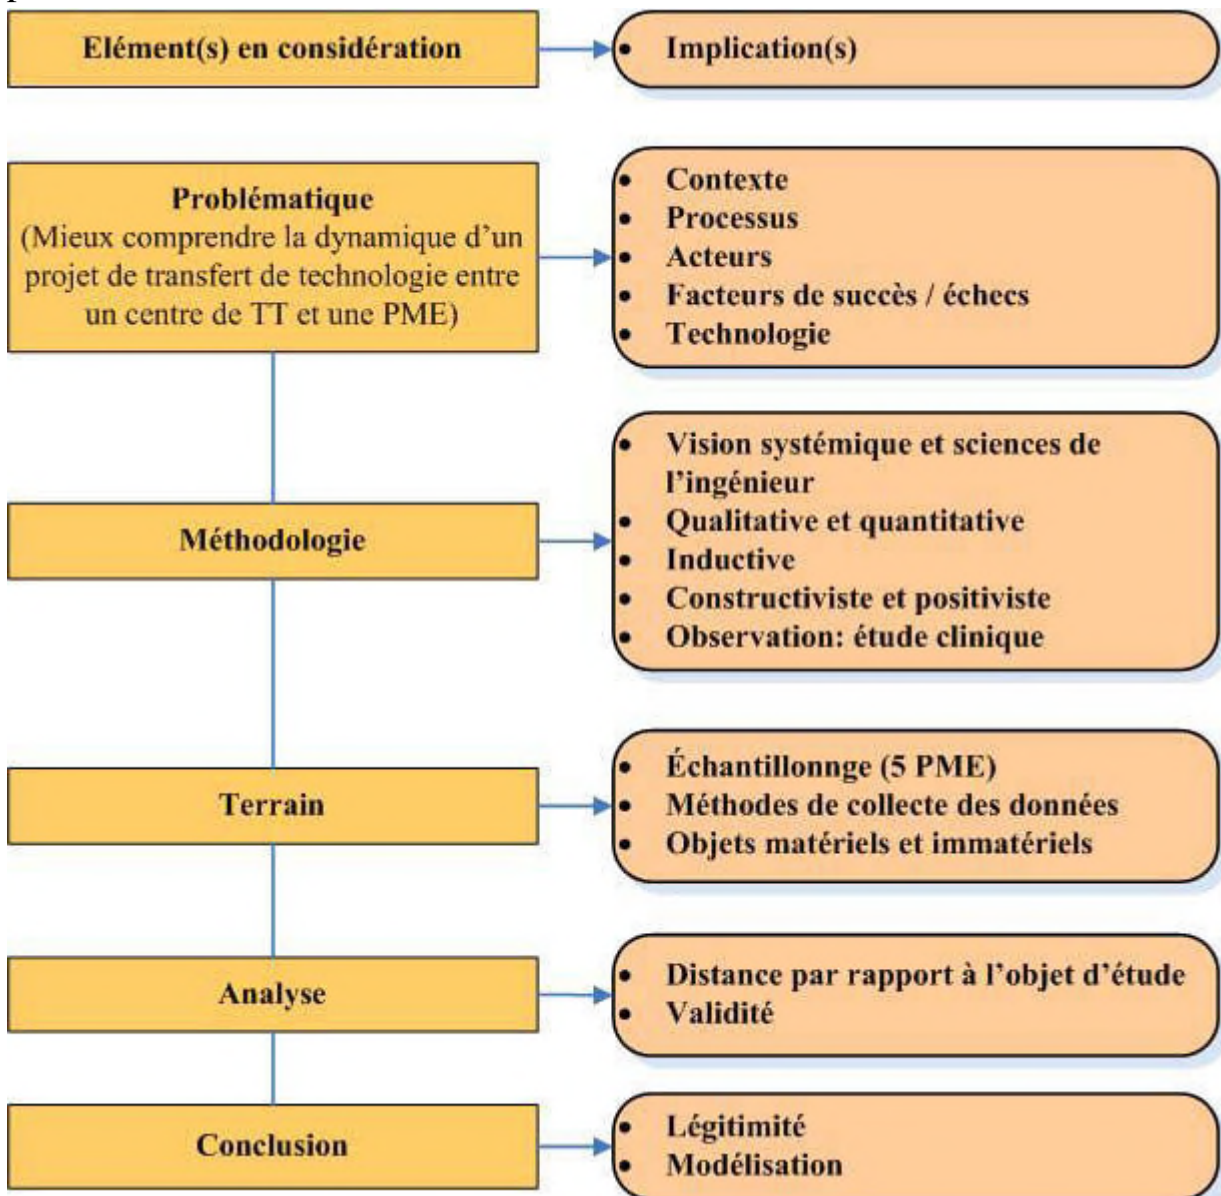 Elément(s) en considération
• Implication(s)
Problématique
(Mieux comprendre la dynamique d'un
projet de transfert de technologie entre
un centre de TT et une PME)
• Contexte
• Processus
• Acteurs
• Facteurs de succès / échecs
• Technologie
Méthodologie
• Vision systémique et sciences de
l'ingénieur
• Qualitative et quantitative
• Inductive
• Constructiviste et positiviste
• Observation: étude clinique
Terrain
• Échantillonnge (5 PME)
• Méthodes de collecte des données
• Objets matériels et immatériels
Analyse
• Distance par rapport à l'objet d'étude
• Validité
Conclusion
• Légitimité
• Modélisation